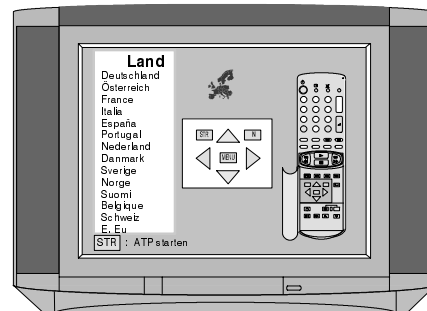 Land
Deutschland
Österreich
France
Italia
España
Portugal
Nederland
Danmark
Sverige
Norge
Suomi
Belgique
Schweiz
E. Eu
STR : ATP starten
STR
MENU